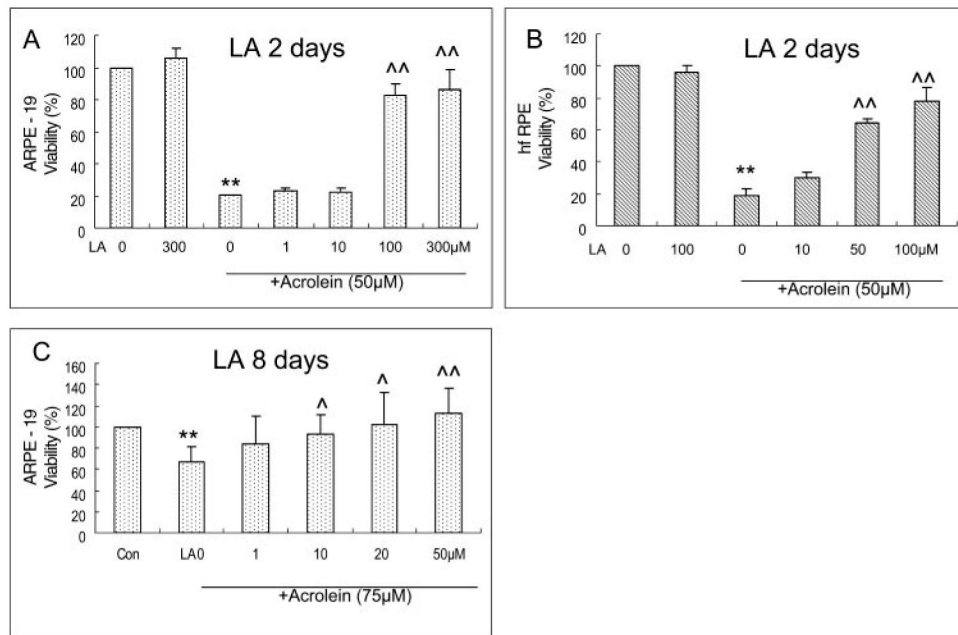 A
LA 2 days
ARPE - 19
Viability (%)
120
100
80
60
40
20
0
**
^^
^^
LA 0 300 0 1 10 100 300µM
+Acrolein (50µM)
B
LA 2 days
hf RPE
Viability (%)
120
100
80
60
40
20
0
**
^^
^^
LA 0 100 0 10 50 100µM
+Acrolein (50µM)
C
LA 8 days
ARPE - 19
Viability (%)
160
140
120
100
80
60
40
20
0
**
^
^
^^
Con LA0 1 10 20 50µM
+Acrolein (75µM)